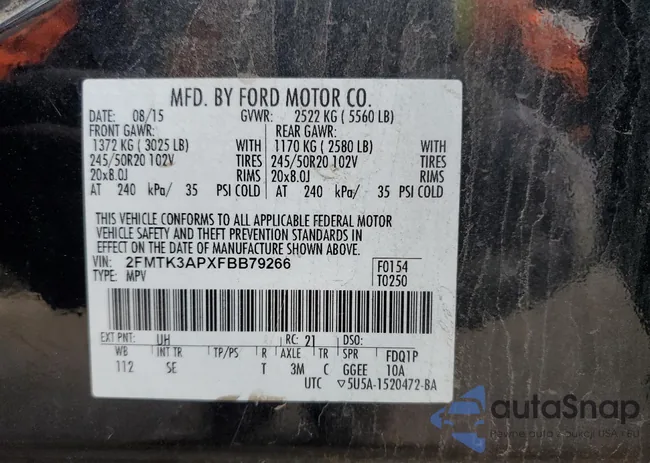 MFD. BY FORD MOTOR CO.
DATE: 08/15 GVWR: 2522 KG ( 5560 LB)
FRONT GAWR: REAR GAWR:
1372 KG ( 3025 LB) WITH 1170 KG ( 2580 LB) WITH
245/50R20 102V TIRES 245/50R20 102V TIRES
20x8.0J RIMS 20x8.0J RIMS
AT 240 kPa/ 35 PSI COLD AT 240 kPa/ 35 PSI COLD
THIS VEHICLE CONFORMS TO ALL APPLICABLE FEDERAL MOTOR
VEHICLE SAFETY AND THEFT PREVENTION STANDARDS IN
EFFECT ON THE DATE OF MANUFACTURE SHOWN ABOVE.
VIN: 2FMTK3APXFBB79266 F0154
TYPE: MPV T0250
EXT PNT: UH RC: 21 DSO:
WB INT TR TP/PS R AXLE TR SPR FDQ1P
112 SE T 3M C GGEE 10A
UTC ▽5U5A-1520472-BA
autoSnap